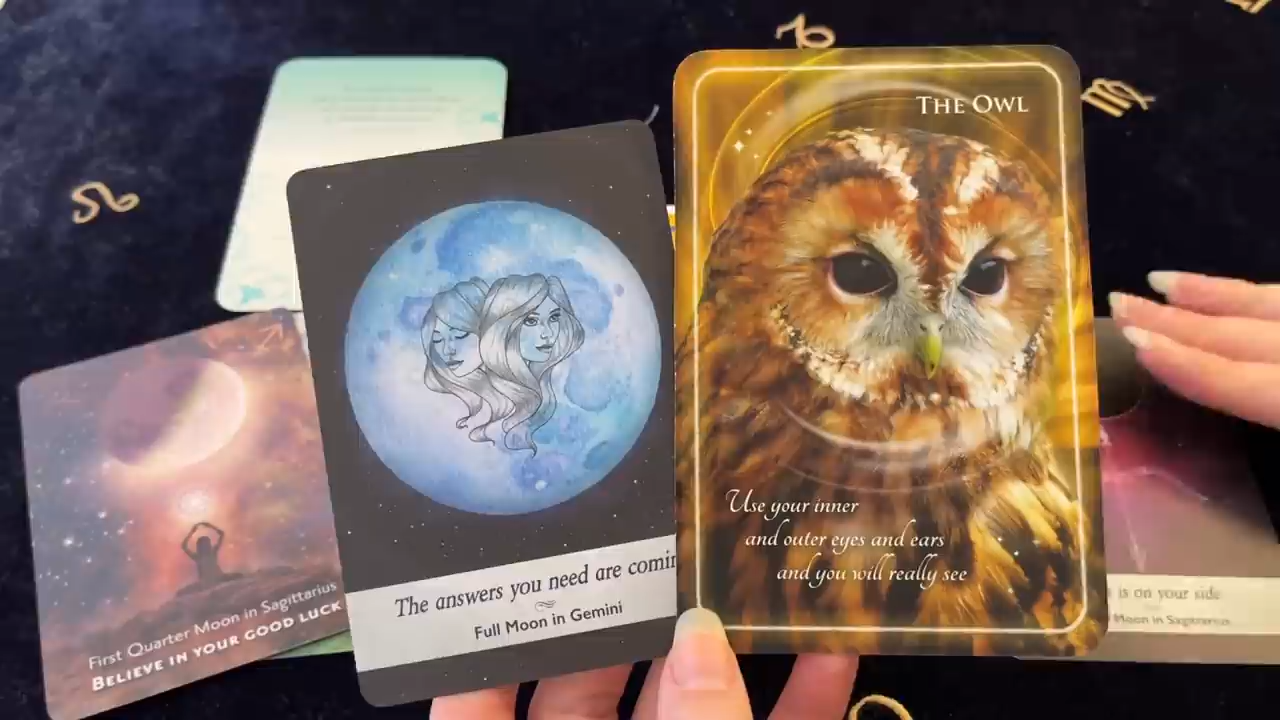 THE OWL
Use your inner
and outer eyes and ears
and you will really see
The answers you need are comin
Full Moon in Gemini
First Quarter Moon in Sagittarius
BELIEVE IN YOUR GOOD LUCK
is on your side
Moon in Sagittarius